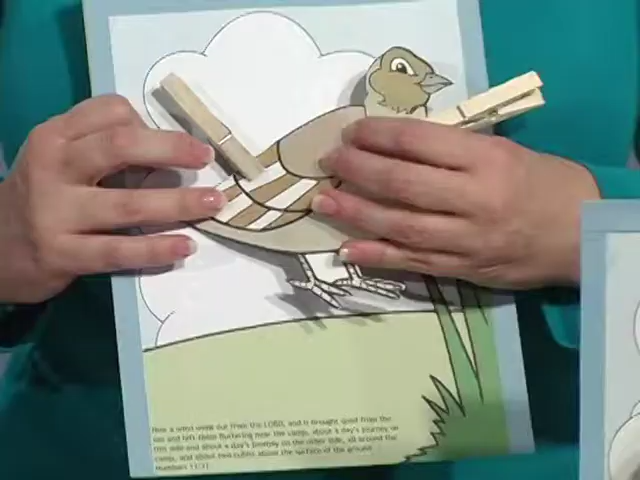 Now a wind went out from the LORD, and it brought quail from the
sea and left them fluttering near the camp, about a day's journey on
this side and about a day's journey on the other side, all around the
camp, and about two cubits above the surface of the ground.
Numbers 11:31